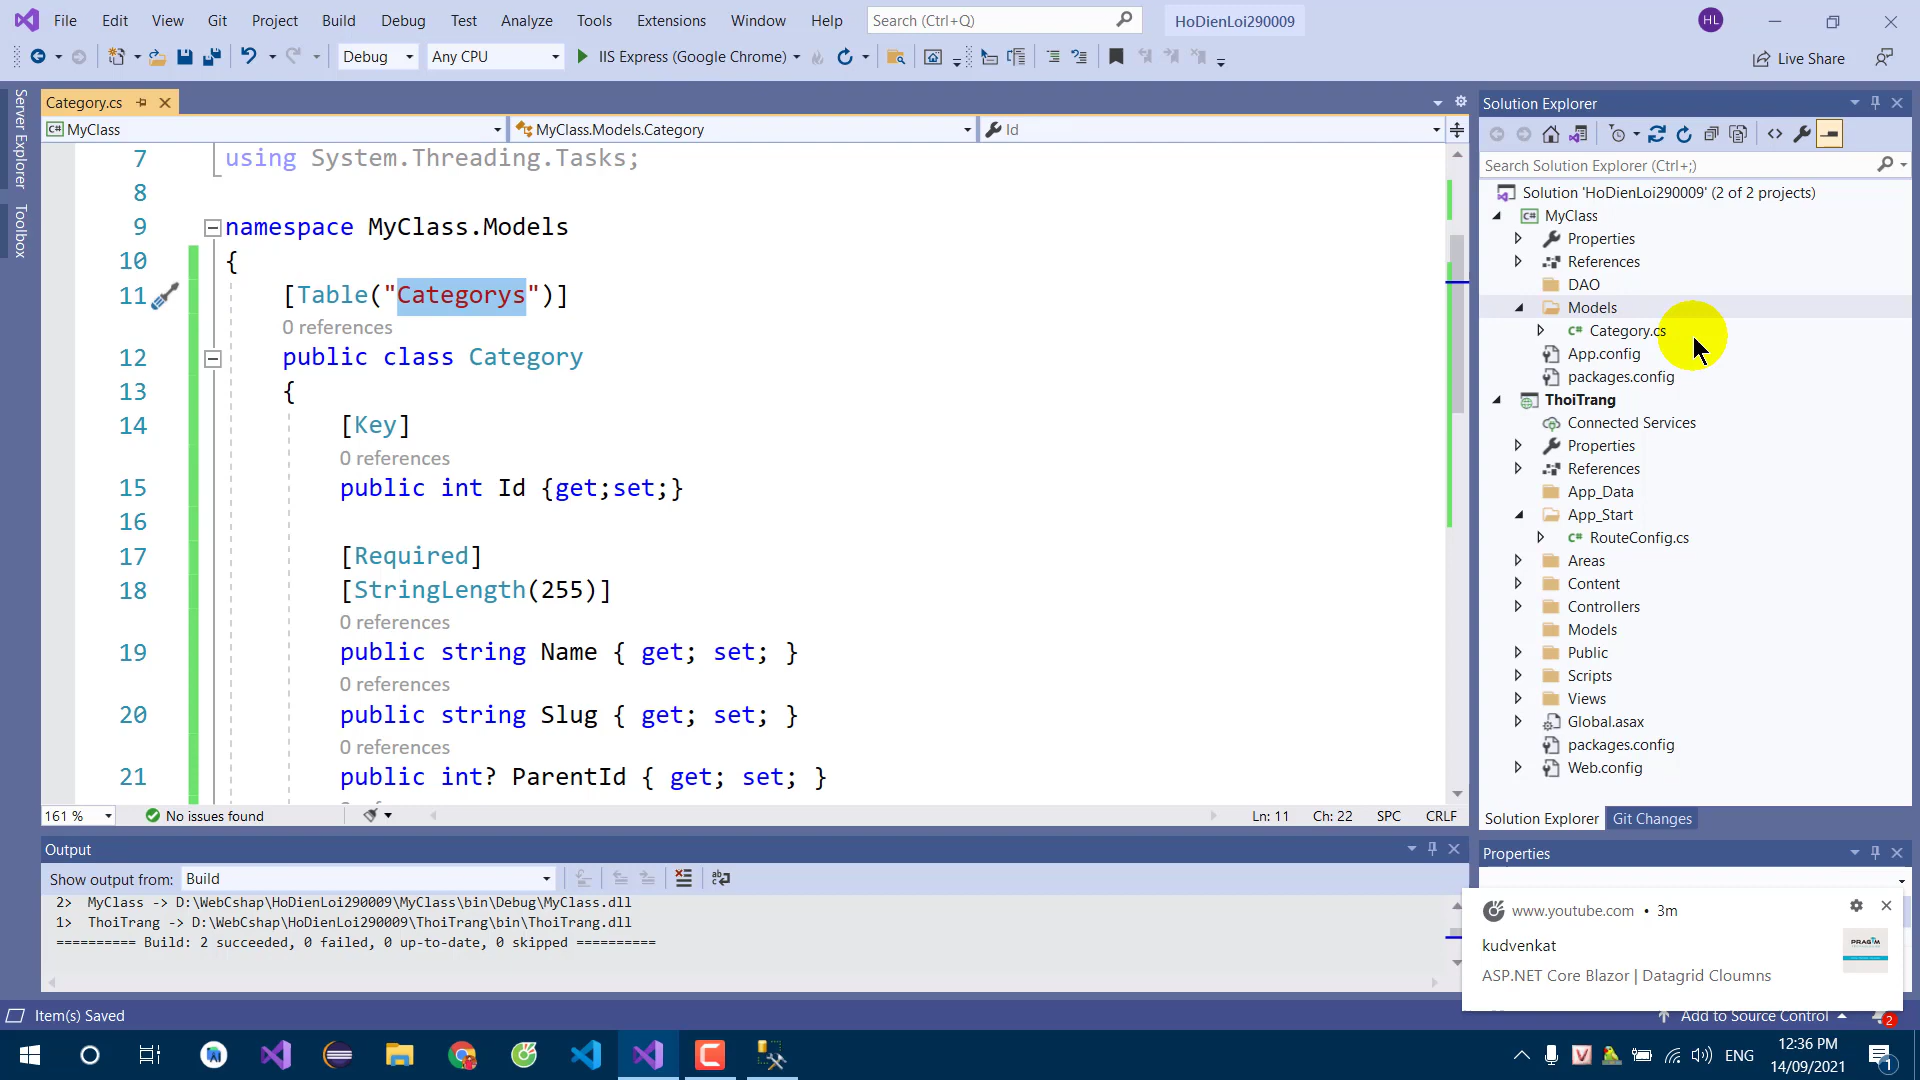 File Edit View Git Project Build Debug Test Analyze Tools Extensions Window Help Search (Ctrl+Q) HoDienLoi290009 HL
Debug Any CPU IIS Express (Google Chrome) Live Share
Server Explorer
Toolbox
Category.cs
MyClass MyClass.Models.Category Id
7 using System.Threading.Tasks;
8
9 namespace MyClass.Models
10 {
11 [Table("Categorys")]
0 references
12 public class Category
13 {
14 [Key]
0 references
15 public int Id {get;set;}
16
17 [Required]
18 [StringLength(255)]
0 references
19 public string Name { get; set; }
0 references
20 public string Slug { get; set; }
0 references
21 public int? ParentId { get; set; }
161 % No issues found Ln: 11 Ch: 22 SPC CRLF
Output
Show output from: Build
2> MyClass -> D:\WebCshap\HoDienLoi290009\MyClass\bin\Debug\MyClass.dll
1> ThoiTrang -> D:\WebCshap\HoDienLoi290009\ThoiTrang\bin\ThoiTrang.dll
========== Build: 2 succeeded, 0 failed, 0 up-to-date, 0 skipped ==========
Solution Explorer
Search Solution Explorer (Ctrl+;)
Solution 'HoDienLoi290009' (2 of 2 projects)
MyClass
Properties
References
DAO
Models
Category.cs
App.config
packages.config
ThoiTrang
Connected Services
Properties
References
App_Data
App_Start
RouteConfig.cs
Areas
Content
Controllers
Models
Public
Scripts
Views
Global.asax
packages.config
Web.config
Solution Explorer Git Changes
Properties
www.youtube.com • 3m
kudvenkat
PRAGIM
ASP.NET Core Blazor | Datagrid Cloumns
Item(s) Saved Add to Source Control 2
ENG 12:36 PM
14/09/2021 1